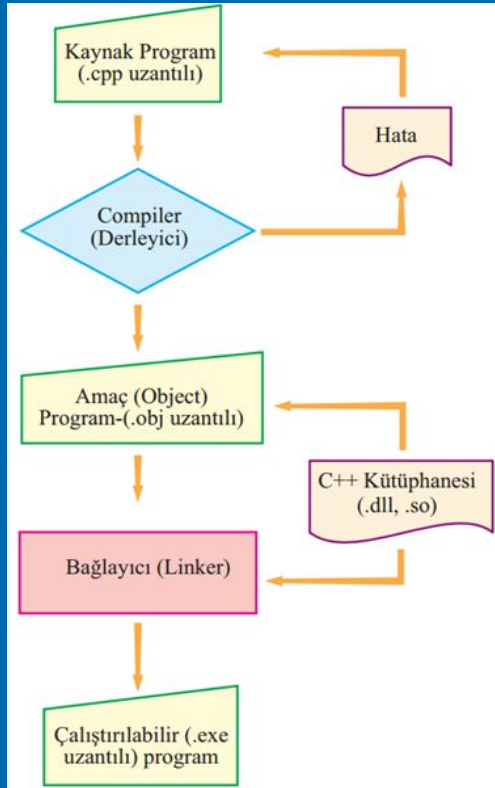 Kaynak Program
(.cpp uzantılı)
Hata
Compiler
(Derleyici)
Amaç (Object)
Program-(.obj uzantılı)
C++ Kütüphanesi
(.dll, .so)
Bağlayıcı (Linker)
Çalıştırılabilir (.exe
uzantılı) program